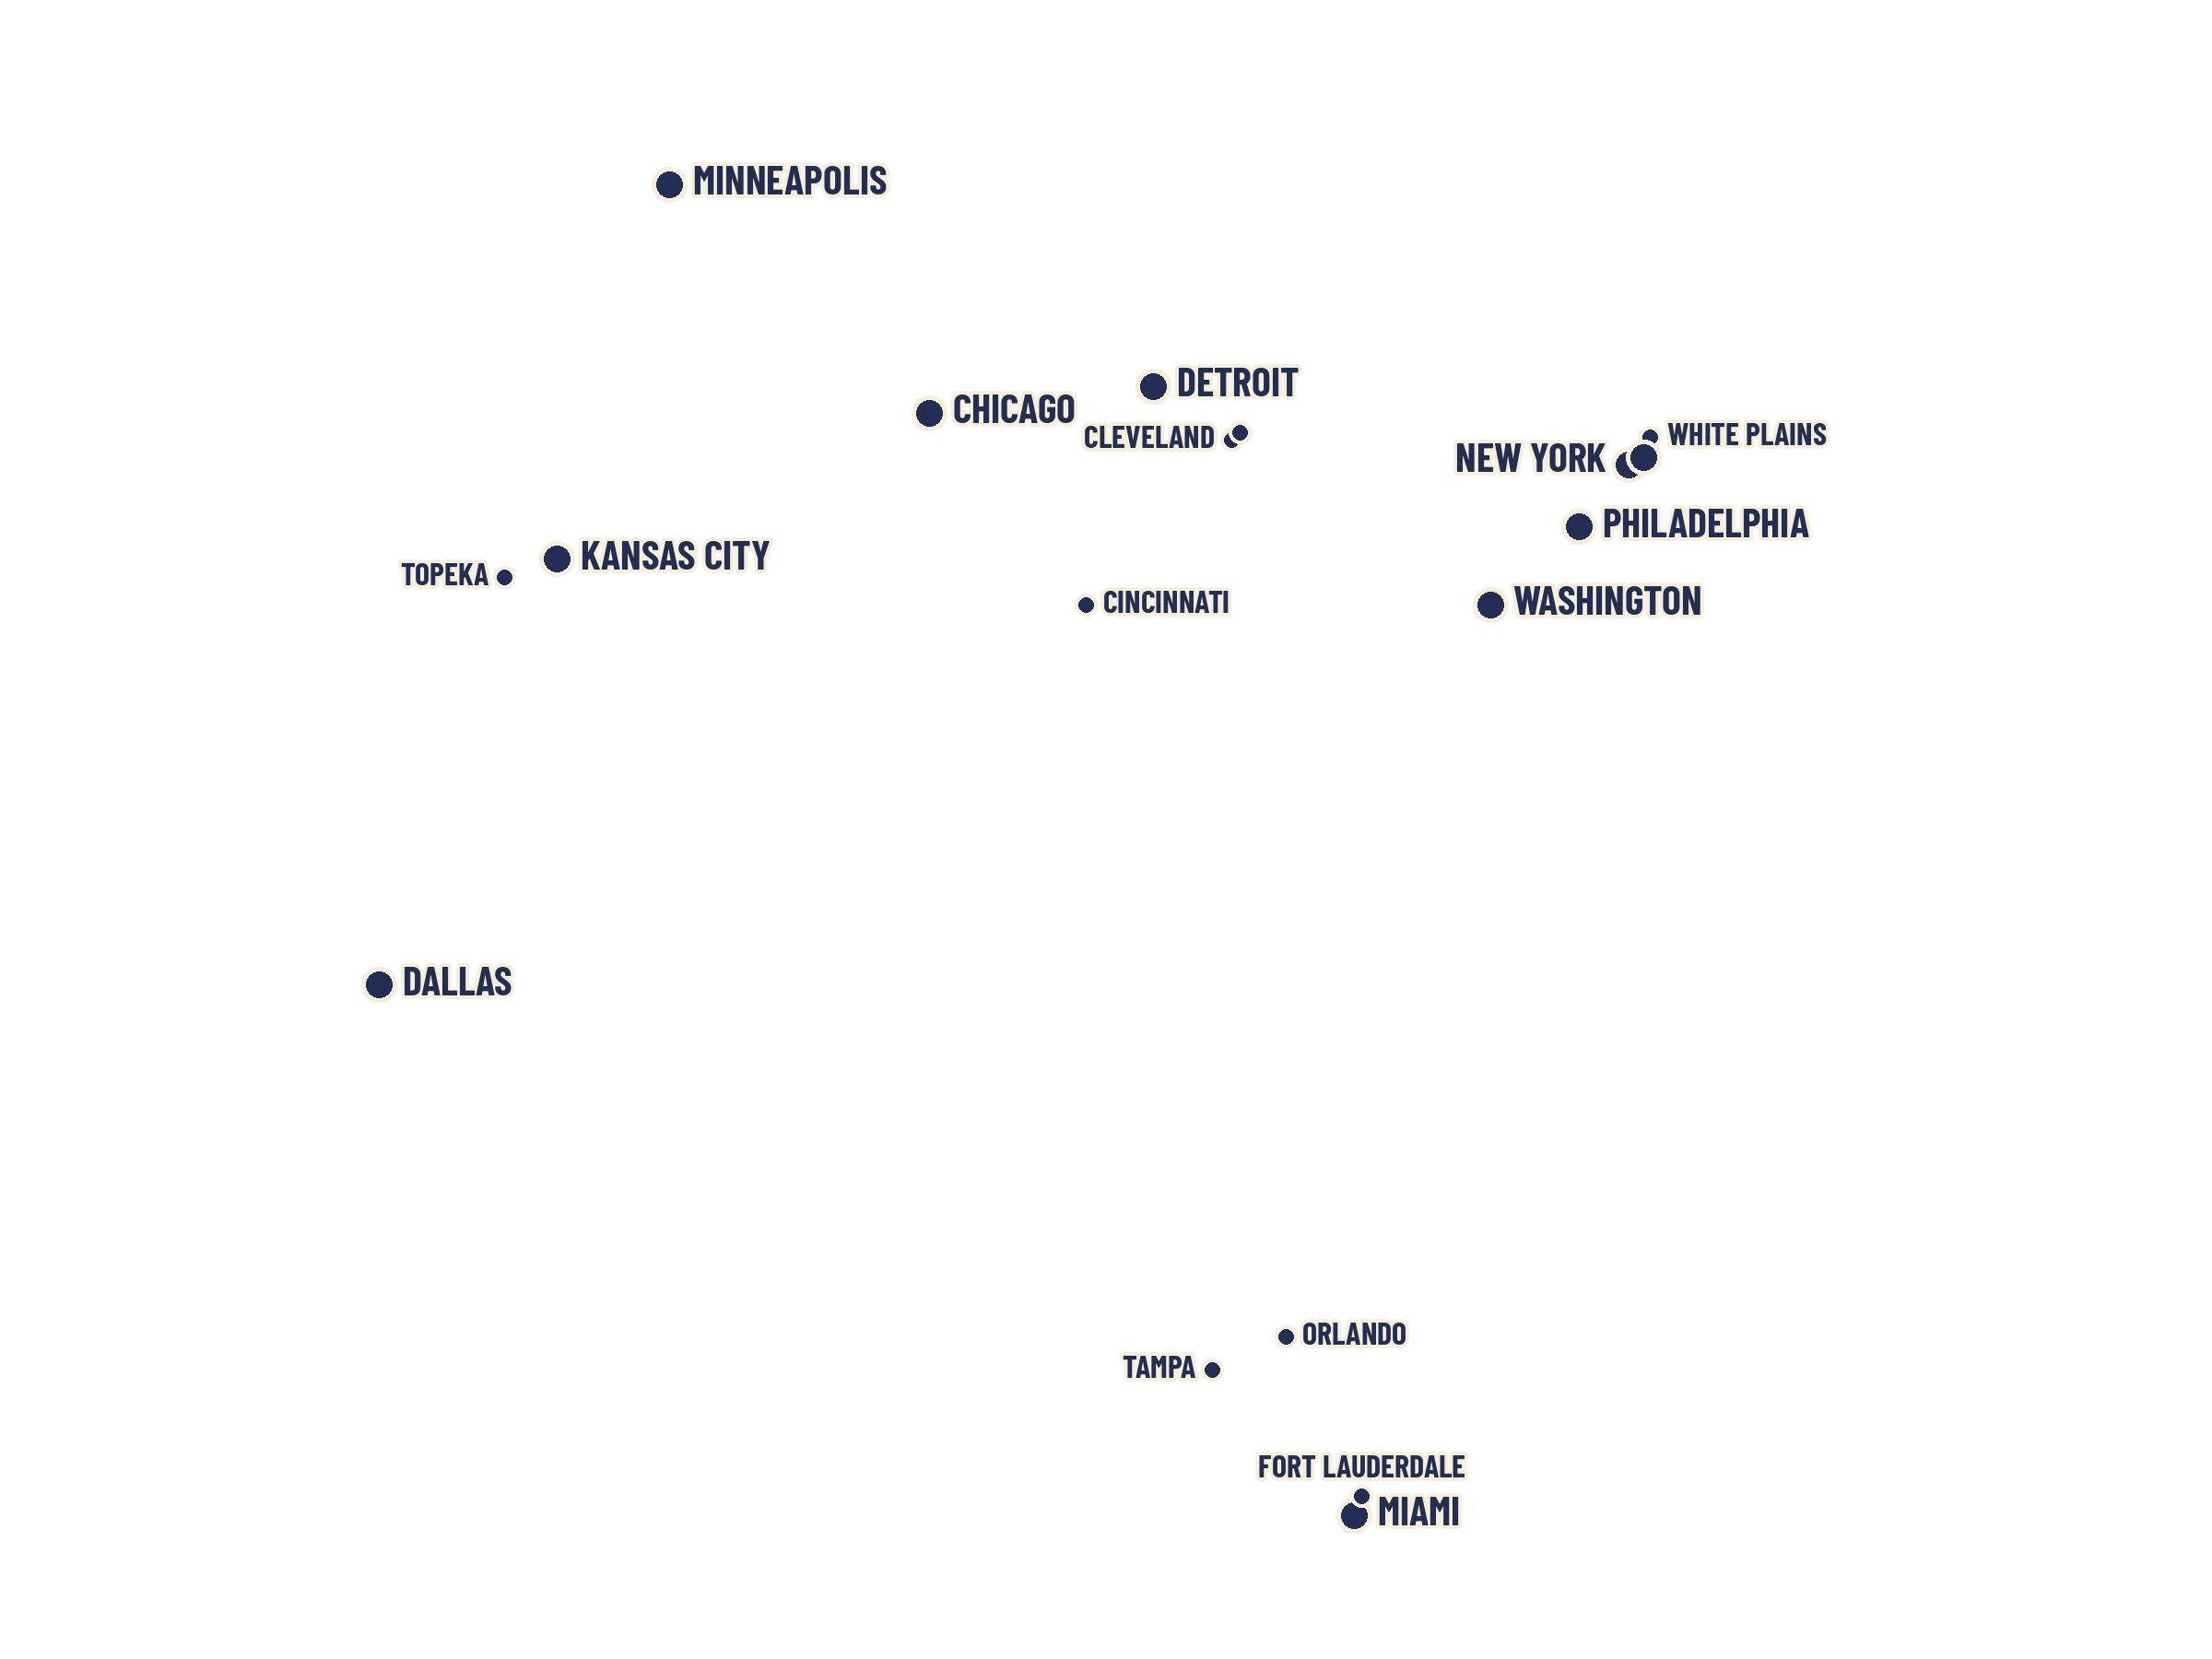 MINNEAPOLIS
DETROIT
CHICAGO
CLEVELAND
WHITE PLAINS
NEW YORK
PHILADELPHIA
KANSAS CITY
TOPEKA
CINCINNATI
WASHINGTON
DALLAS
ORLANDO
TAMPA
FORT LAUDERDALE
MIAMI